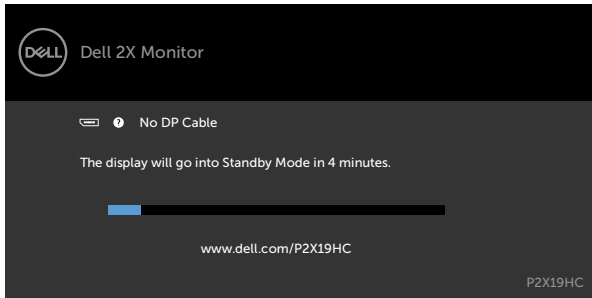 DELL
Dell 2X Monitor
? No DP Cable
The display will go into Standby Mode in 4 minutes.
www.dell.com/P2X19HC
P2X19HC